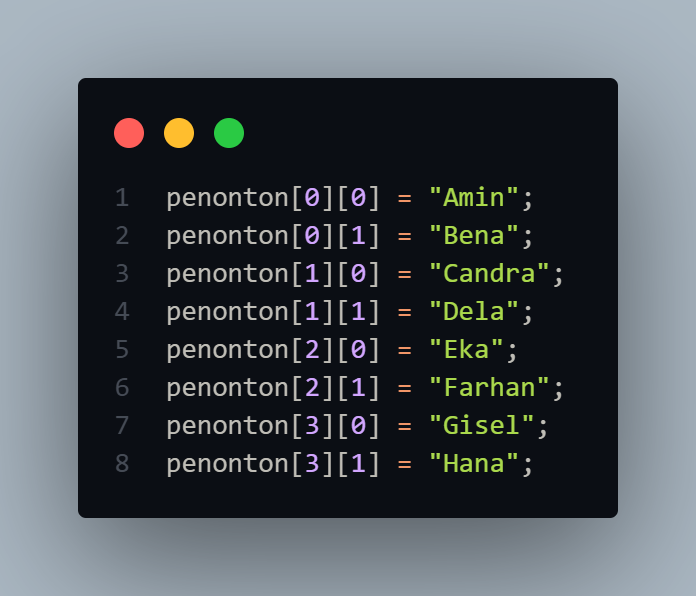 1 penonton[0][0] = "Amin";
2 penonton[0][1] = "Bena";
3 penonton[1][0] = "Candra";
4 penonton[1][1] = "Dela";
5 penonton[2][0] = "Eka";
6 penonton[2][1] = "Farhan";
7 penonton[3][0] = "Gisel";
8 penonton[3][1] = "Hana";